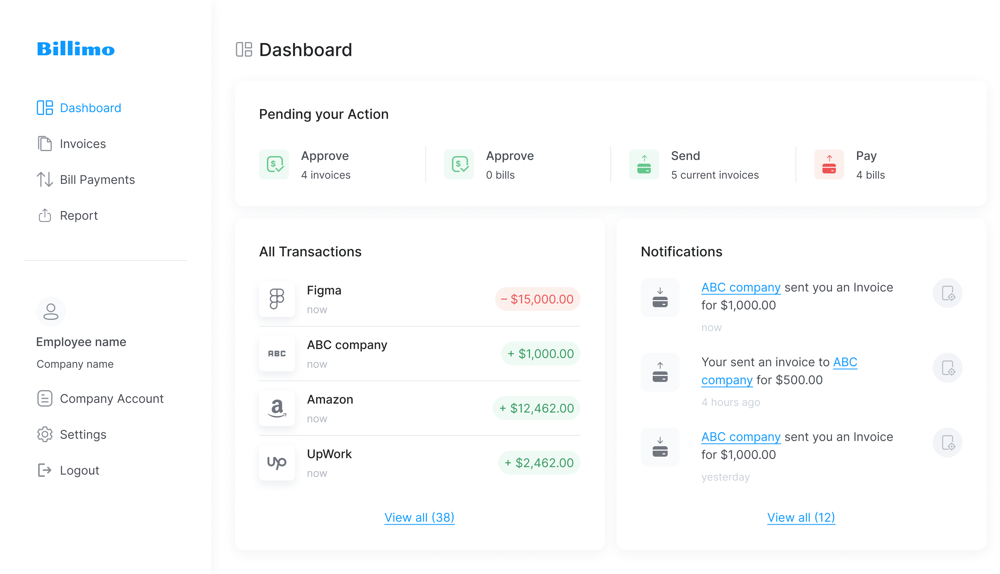 Billimo
Dashboard
Invoices
Bill Payments
Report
Employee name
Company name
Company Account
Settings
Logout
Dashboard
Pending your Action
Approve
4 invoices
Approve
0 bills
Send
5 current invoices
Pay
4 bills
All Transactions
Figma
now
– $15,000.00
ABC
ABC company
now
+ $1,000.00
a
Amazon
now
+ $12,462.00
up
UpWork
now
+ $2,462.00
View all (38)
Notifications
ABC company sent you an Invoice
for $1,000.00
now
Your sent an invoice to ABC
company for $500.00
4 hours ago
ABC company sent you an Invoice
for $1,000.00
yesterday
View all (12)